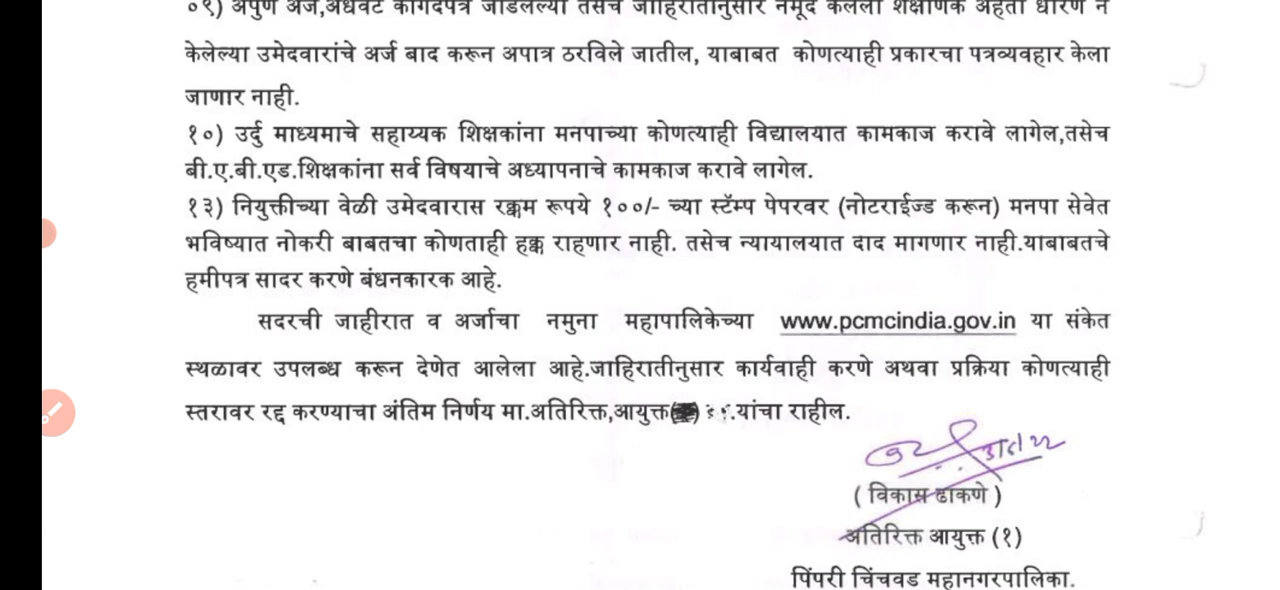 ०९) अपुर्ण अर्ज,अर्धवट कागदपत्रे जोडलेल्या तसेच जाहिरातीनुसार नमूद केलेली शैक्षणिक अर्हता धारण न
केलेल्या उमेदवारांचे अर्ज बाद करून अपात्र ठरविले जातील, याबाबत कोणत्याही प्रकारचा पत्रव्यवहार केला
जाणार नाही.
१०) उर्दु माध्यमाचे सहाय्यक शिक्षकांना मनपाच्या कोणत्याही विद्यालयात कामकाज करावे लागेल,तसेच
बी.ए.बी.एड.शिक्षकांना सर्व विषयाचे अध्यापनाचे कामकाज करावे लागेल.
१३) नियुक्तीच्या वेळी उमेदवारास रक्कम रूपये १००/- च्या स्टॅम्प पेपरवर (नोटराईज्ड करून) मनपा सेवेत
भविष्यात नोकरी बाबतचा कोणताही हक्क राहणार नाही. तसेच न्यायालयात दाद मागणार नाही.याबाबतचे
हमीपत्र सादर करणे बंधनकारक आहे.
सदरची जाहीरात व अर्जाचा नमुना महापालिकेच्या www.pcmcindia.gov.in या संकेत
स्थळावर उपलब्ध करून देणेत आलेला आहे.जाहिरातीनुसार कार्यवाही करणे अथवा प्रक्रिया कोणत्याही
स्तरावर रद्द करण्याचा अंतिम निर्णय मा.अतिरिक्त,आयुक्त यांचा राहील.
( विकास ढाकणे )
अतिरिक्त आयुक्त (१)
पिंपरी चिंचवड महानगरपालिका.